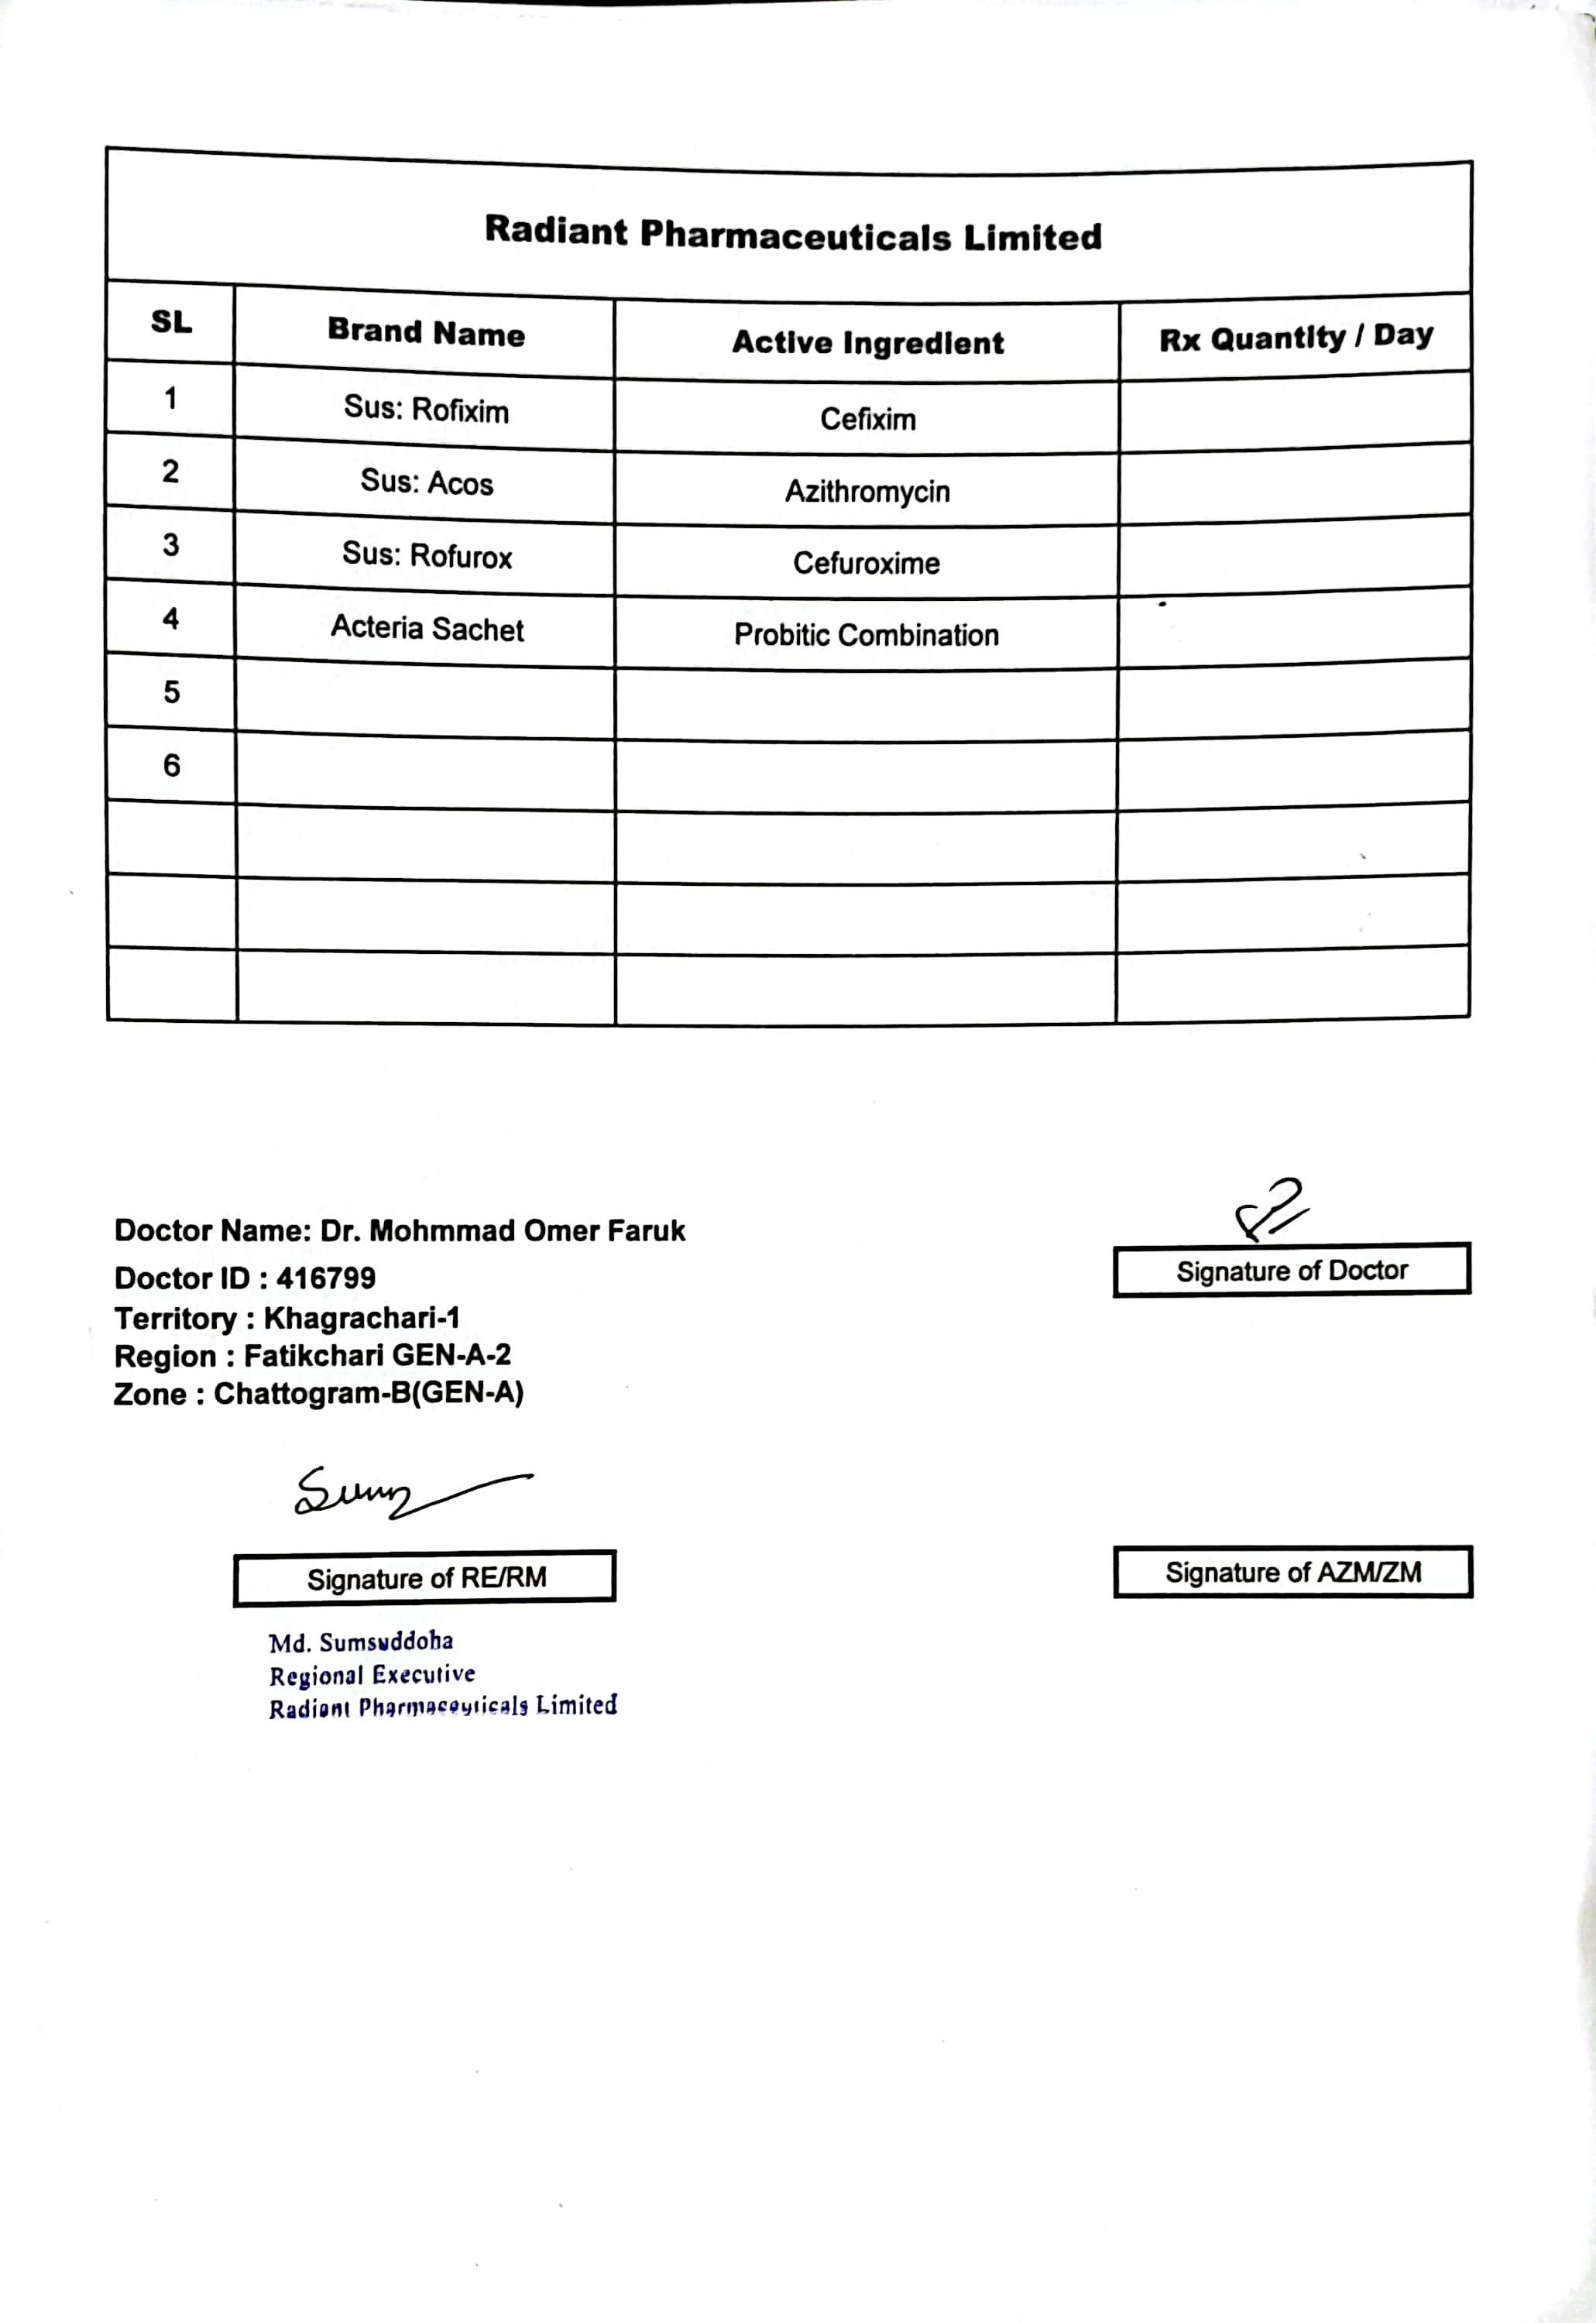 Radiant Pharmaceuticals Limited
SL Brand Name Active Ingredient Rx Quantity / Day
1 Sus: Rofixim Cefixim
2 Sus: Acos Azithromycin
3 Sus: Rofurox Cefuroxime
4 Acteria Sachet Probitic Combination
5
6
Doctor Name: Dr. Mohmmad Omer Faruk
Signature of Doctor
Doctor ID : 416799
Territory : Khagrachari-1
Region : Fatikchari GEN-A-2
Zone : Chattogram-B(GEN-A)
Signature of RE/RM
Signature of AZM/ZM
Md. Sumsuddoha
Regional Executive
Radiant Pharmaceuticals Limited